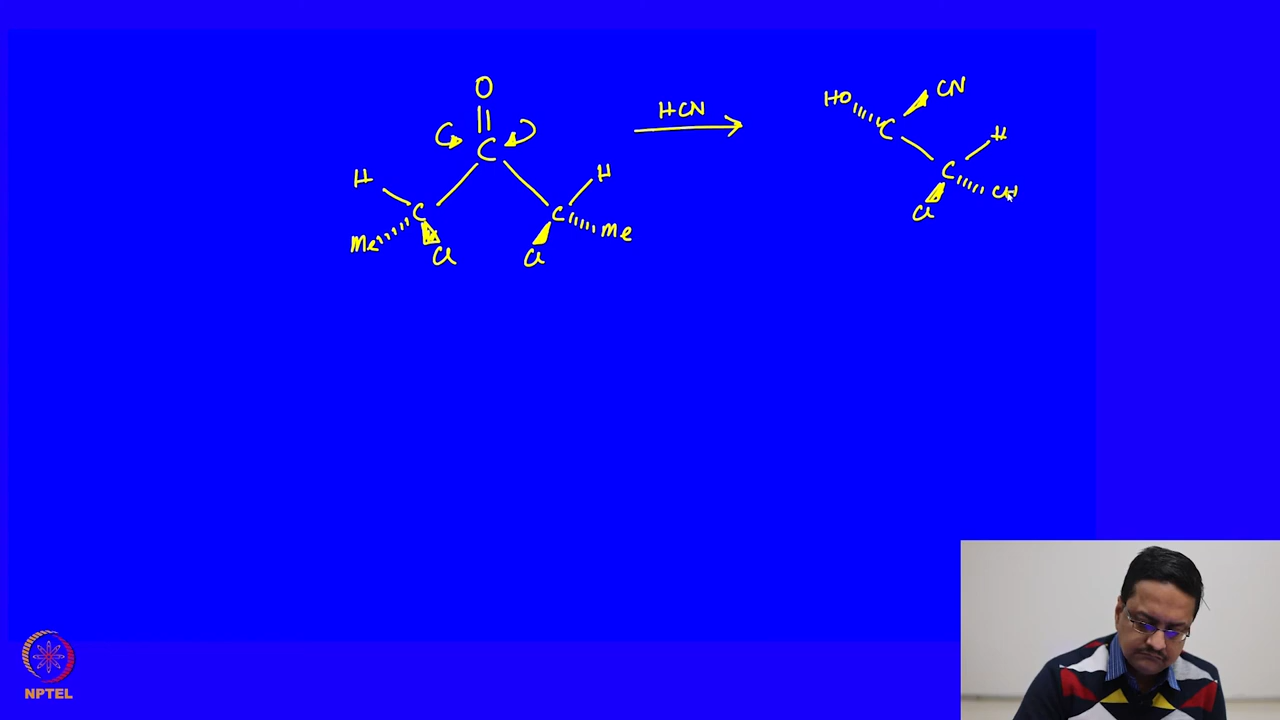 O
C
H C C H
Me Cl Cl Me
HCN
HO CN
C
C H
Cl CH
NPTEL